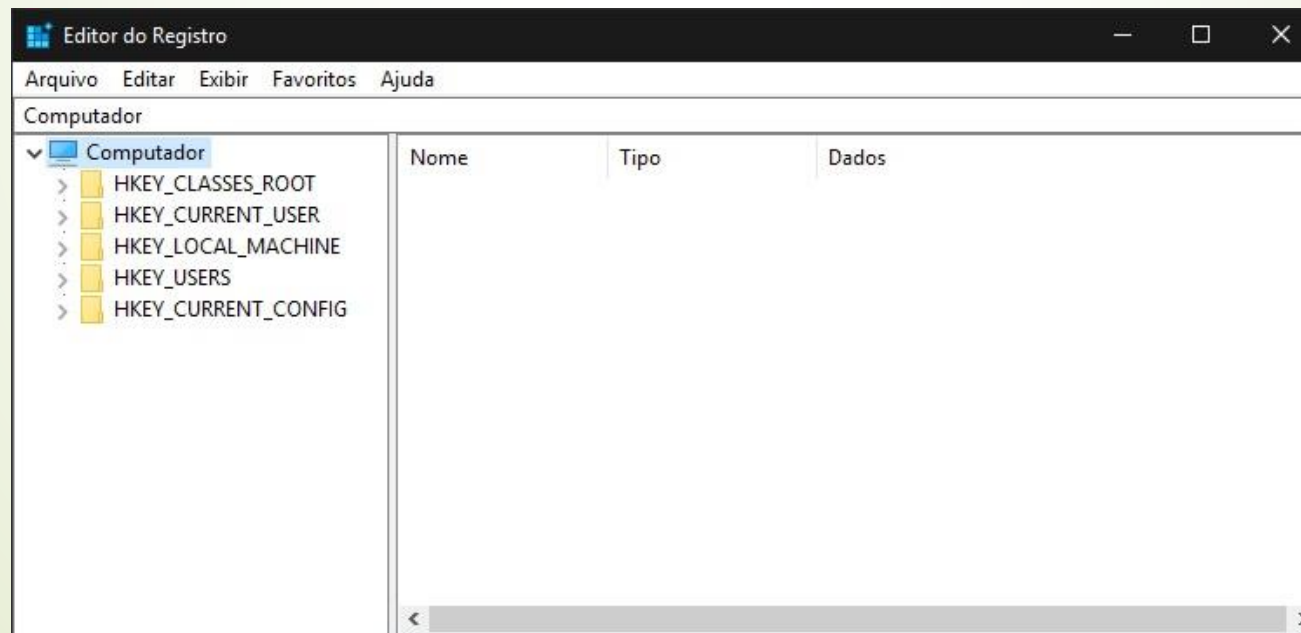 Editor do Registro
Arquivo Editar Exibir Favoritos Ajuda
Computador
Computador
HKEY_CLASSES_ROOT
HKEY_CURRENT_USER
HKEY_LOCAL_MACHINE
HKEY_USERS
HKEY_CURRENT_CONFIG
Nome Tipo Dados